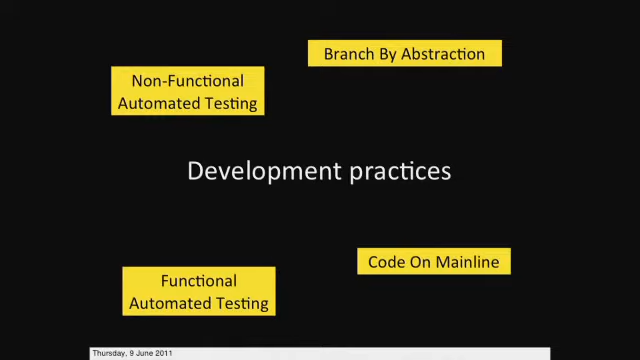 Branch By Abstraction
Non-Functional
Automated Testing
Development practices
Code On Mainline
Functional
Automated Testing
Thursday, 9 June 2011